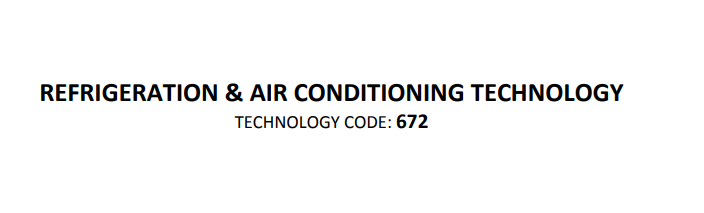 REFRIGERATION & AIR CONDITIONING TECHNOLOGY
TECHNOLOGY CODE: 672